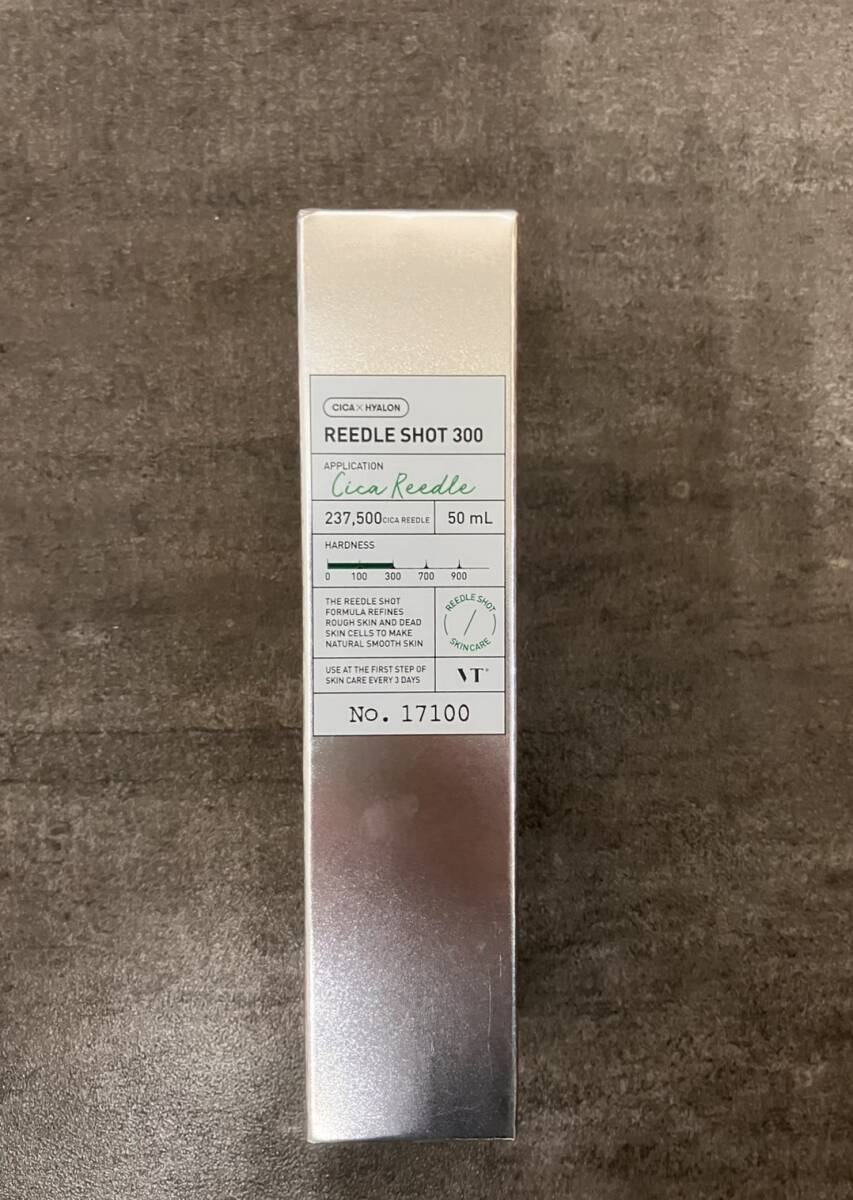 CICA×HYALON
REEDLE SHOT 300
APPLICATION
Cica Reedle
237,500 CICA REEDLE
50 mL
HARDNESS
0 100 300 700 900
THE REEDLE SHOT
FORMULA REFINES
ROUGH SKIN AND DEAD
SKIN CELLS TO MAKE
NATURAL SMOOTH SKIN
REEDLE SHOT
SKINCARE
USE AT THE FIRST STEP OF
SKIN CARE EVERY 3 DAYS
VT®
No. 17100